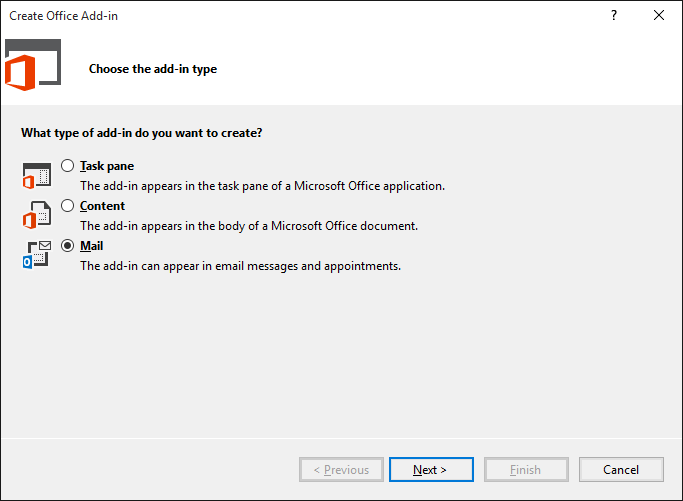 Create Office Add-in
?
Choose the add-in type
What type of add-in do you want to create?
Task pane
The add-in appears in the task pane of a Microsoft Office application.
Content
The add-in appears in the body of a Microsoft Office document.
Mail
The add-in can appear in email messages and appointments.
< Previous Next > Finish Cancel